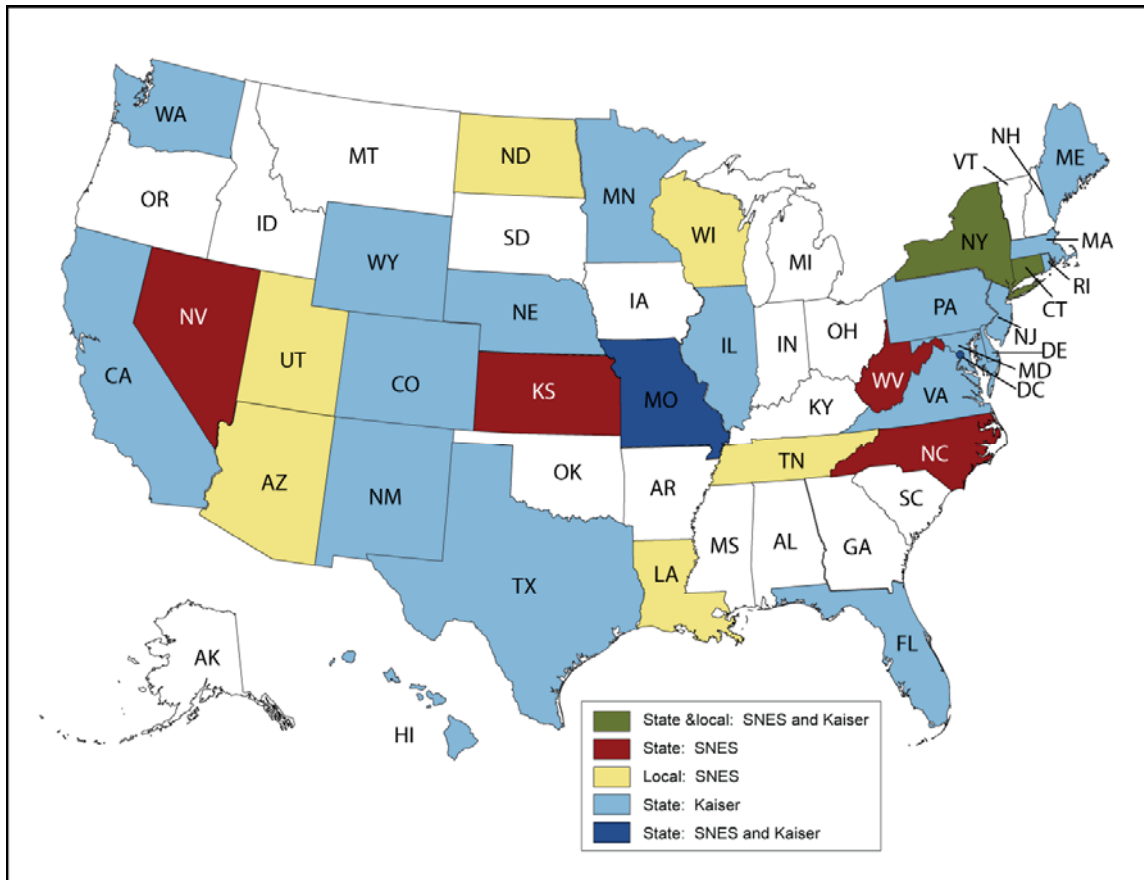 WA
MT
ND
MN
OR
ID
SD
WI
MI
NH
VT
ME
NY
MA
RI
CT
WY
IA
NE
PA
NJ
NV
UT
IL
IN
OH
DE
MD
DC
CA
CO
KS
MO
WV
VA
KY
AZ
NM
OK
AR
TN
NC
SC
MS
AL
GA
TX
LA
FL
AK
HI
State &local: SNES and Kaiser
State: SNES
Local: SNES
State: Kaiser
State: SNES and Kaiser